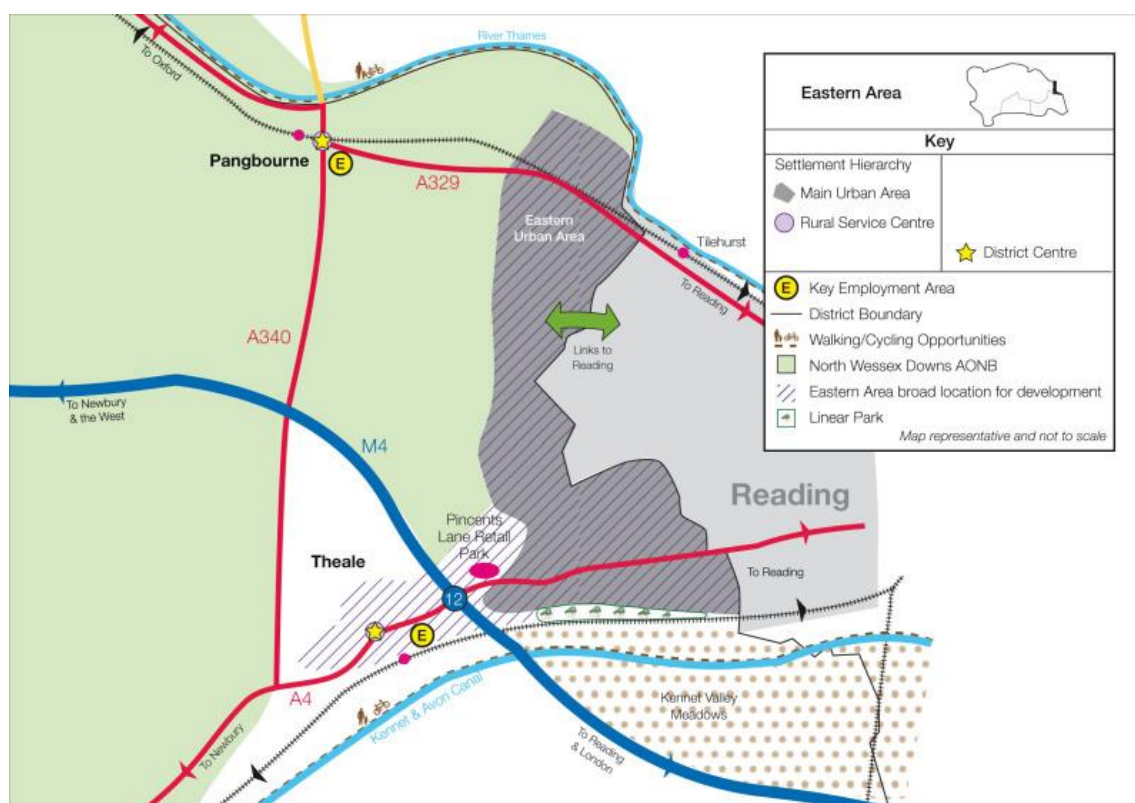 River Thames
To Oxford
Pangbourne
E
A329
Eastern
Urban Area
Tilehurst
To Reading
Links to
Reading
A340
To Newbury
& the West
M4
Reading
Pincents
Lane Retail
Park
Theale
12
To Reading
E
A4
Kennet & Avon Canal
Kennet Valley
Meadows
To Newbury
To Reading
& London
Eastern Area
Key
Settlement Hierarchy
Main Urban Area
Rural Service Centre
District Centre
E Key Employment Area
District Boundary
Walking/Cycling Opportunities
North Wessex Downs AONB
Eastern Area broad location for development
Linear Park
Map representative and not to scale